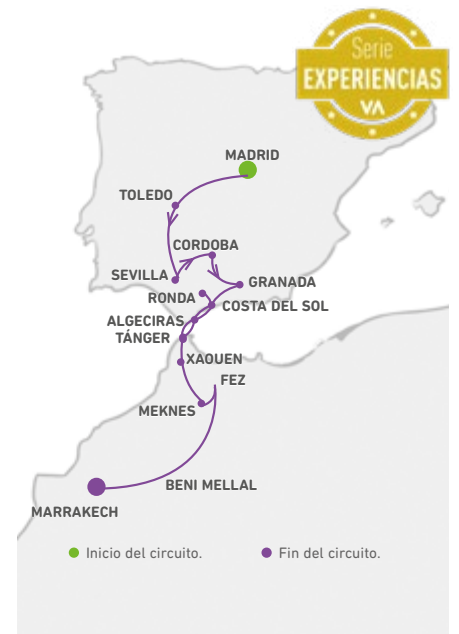 Serie
EXPERIENCIAS
VA
MADRID
TOLEDO
CORDOBA
SEVILLA
GRANADA
RONDA
COSTA DEL SOL
ALGECIRAS
TÁNGER
XAOUEN
FEZ
MEKNES
BENI MELLAL
MARRAKECH
Inicio del circuito.
Fin del circuito.